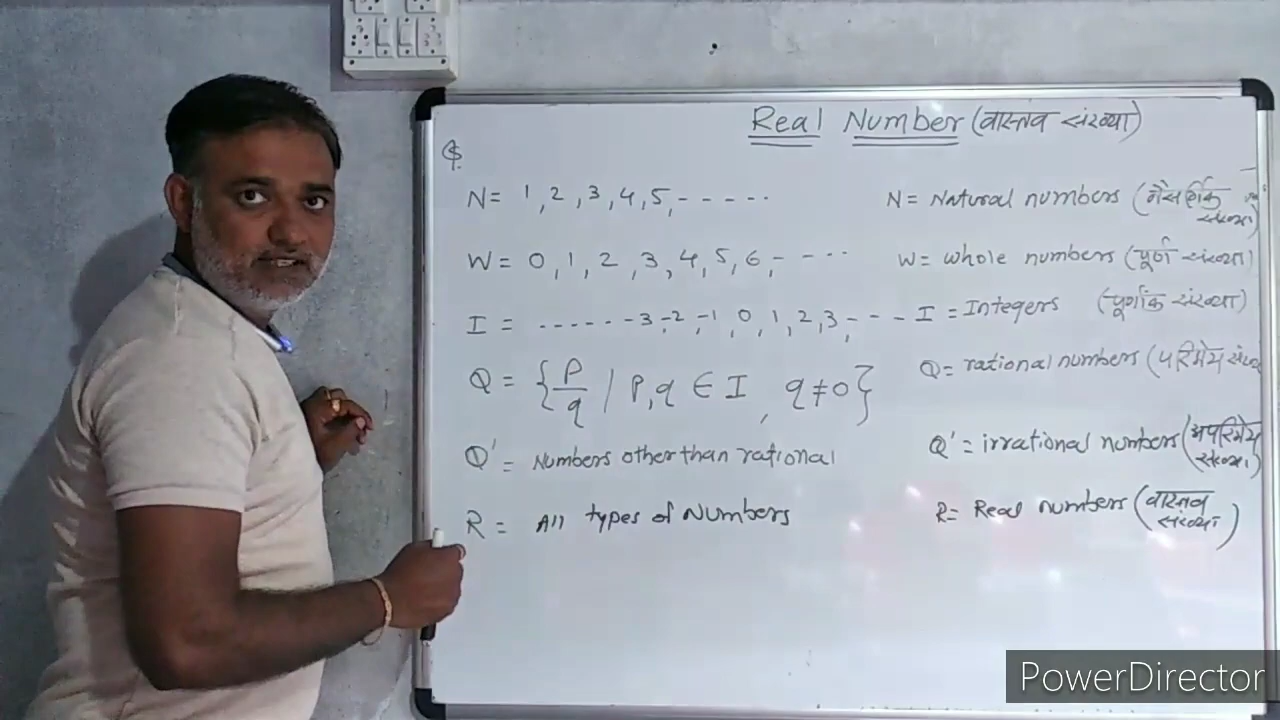 Real Number (वास्तव संख्या)
N= 1,2,3,4,5,----- N= Natural numbers (नैसर्गिक संख्या)
W= 0,1,2,3,4,5,6,----- W= whole numbers (पूर्ण संख्या)
I = ......-3,-2,-1,0,1,2,3,---- I = Integers (पूर्णांक संख्या)
Q = {P/q / P,q ∈ I, q≠0} Q= rational numbers (परिमेय संख्या
Q' = Numbers other than rational Q' = irrational numbers (अपरिमेय संख्या)
R = All types of Numbers R= Real numbers (वास्तव संख्या)
PowerDirector